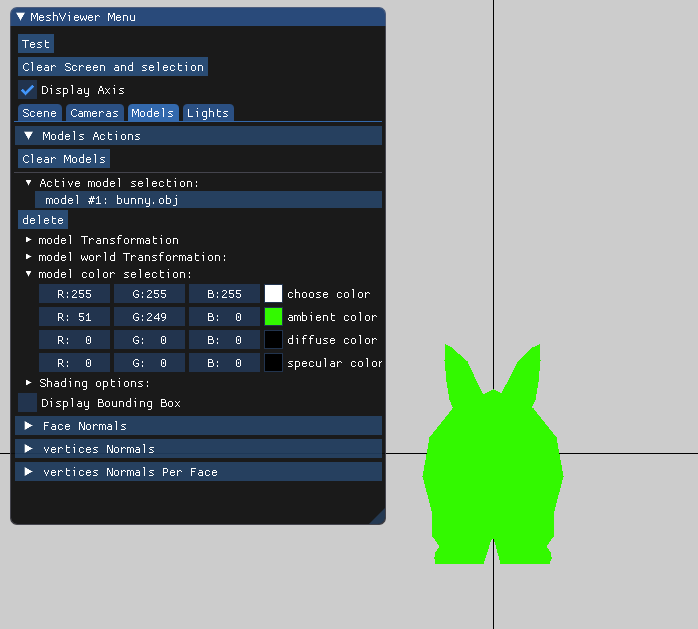 MeshViewer Menu
Test
Clear Screen and selection
Display Axis
Scene Cameras Models Lights
Models Actions
Clear Models
Active model selection:
model #1: bunny.obj
delete
model Transformation
model world Transformation:
model color selection:
R:255 G:255 B:255 choose color
R: 51 G:249 B: 0 ambient color
R: 0 G: 0 B: 0 diffuse color
R: 0 G: 0 B: 0 specular color
Shading options:
Display Bounding Box
Face Normals
vertices Normals
vertices Normals Per Face